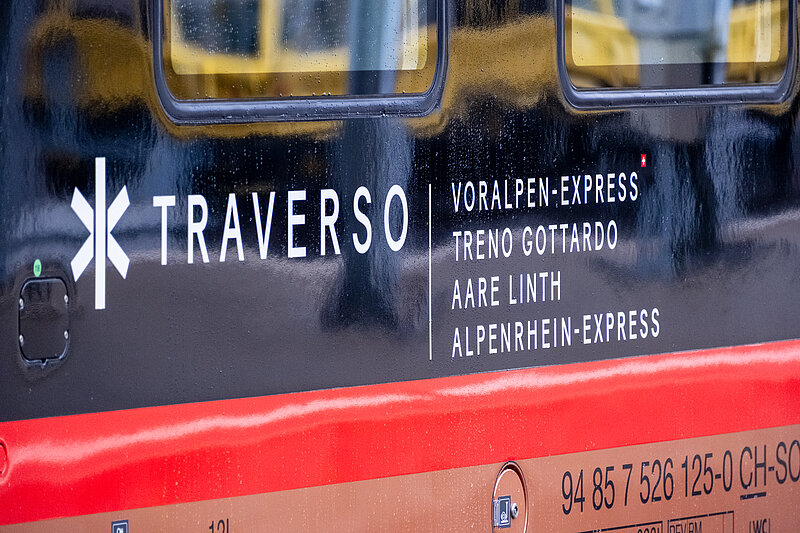 TRAVERSO
VORALPEN-EXPRESS
TRENO GOTTARDO
AARE LINTH
ALPENRHEIN-EXPRESS
94 85 7 526 125-0 CH-SO